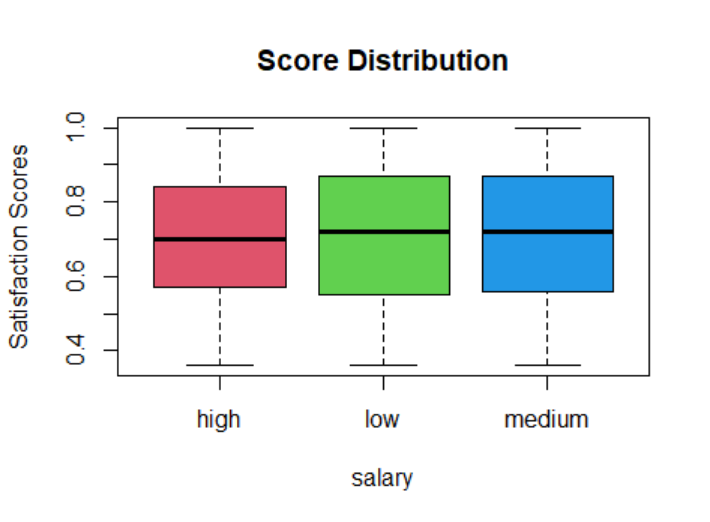 Score Distribution
Satisfaction Scores
1.0
0.8
0.6
0.4
high low medium
salary